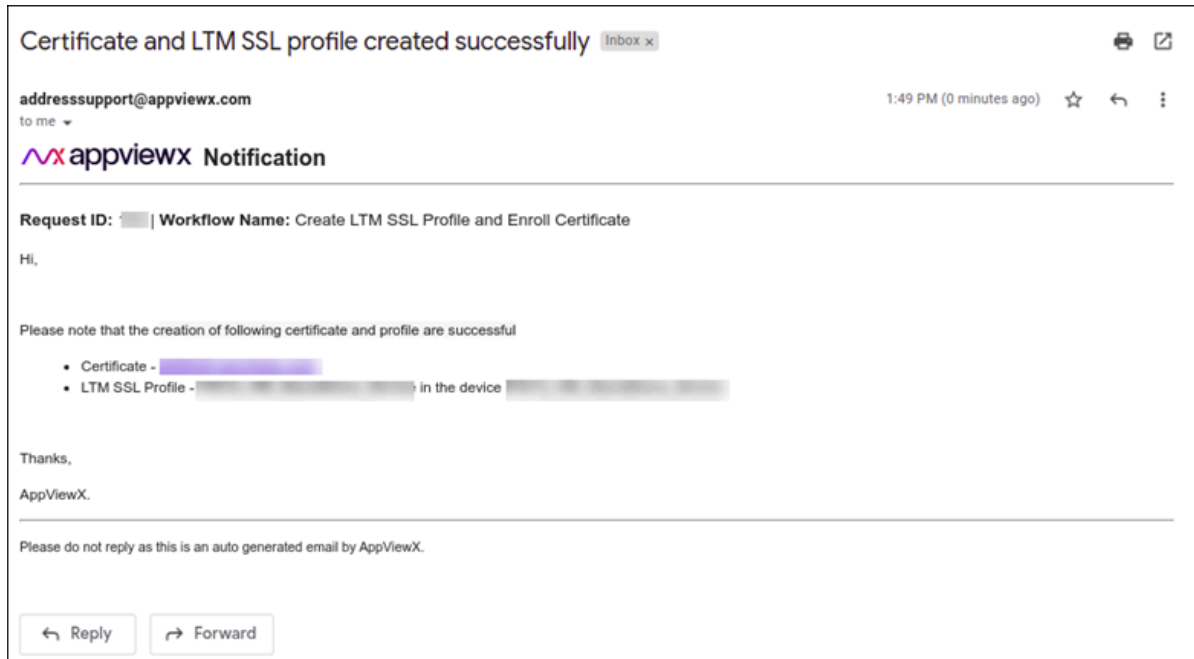 Certificate and LTM SSL profile created successfully Inbox x
addresssupport@appviewx.com 1:49 PM (0 minutes ago)
to me
appviewx Notification
Request ID: | Workflow Name: Create LTM SSL Profile and Enroll Certificate
Hi,
Please note that the creation of following certificate and profile are successful
• Certificate -
• LTM SSL Profile - in the device
Thanks,
AppViewX.
Please do not reply as this is an auto generated email by AppViewX.
Reply Forward